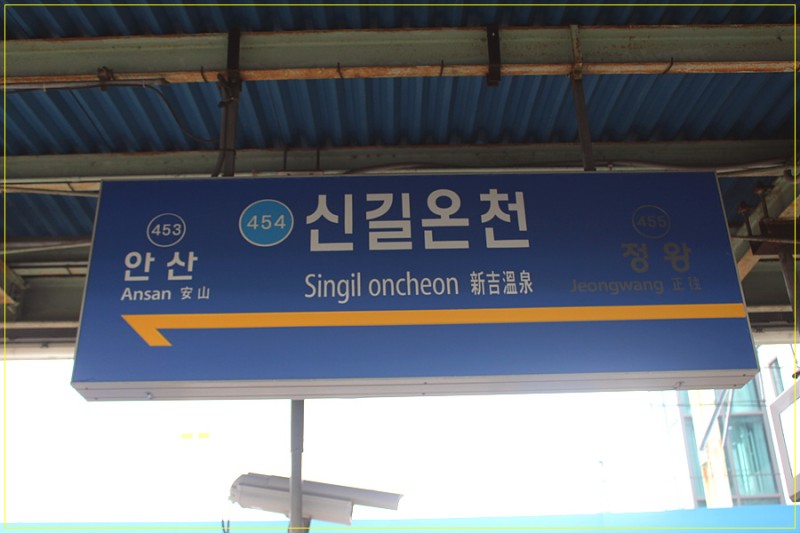 453
안산
Ansan 安山
454
신길온천
Singil oncheon 新吉溫泉
455
정왕
Jeongwang 正往